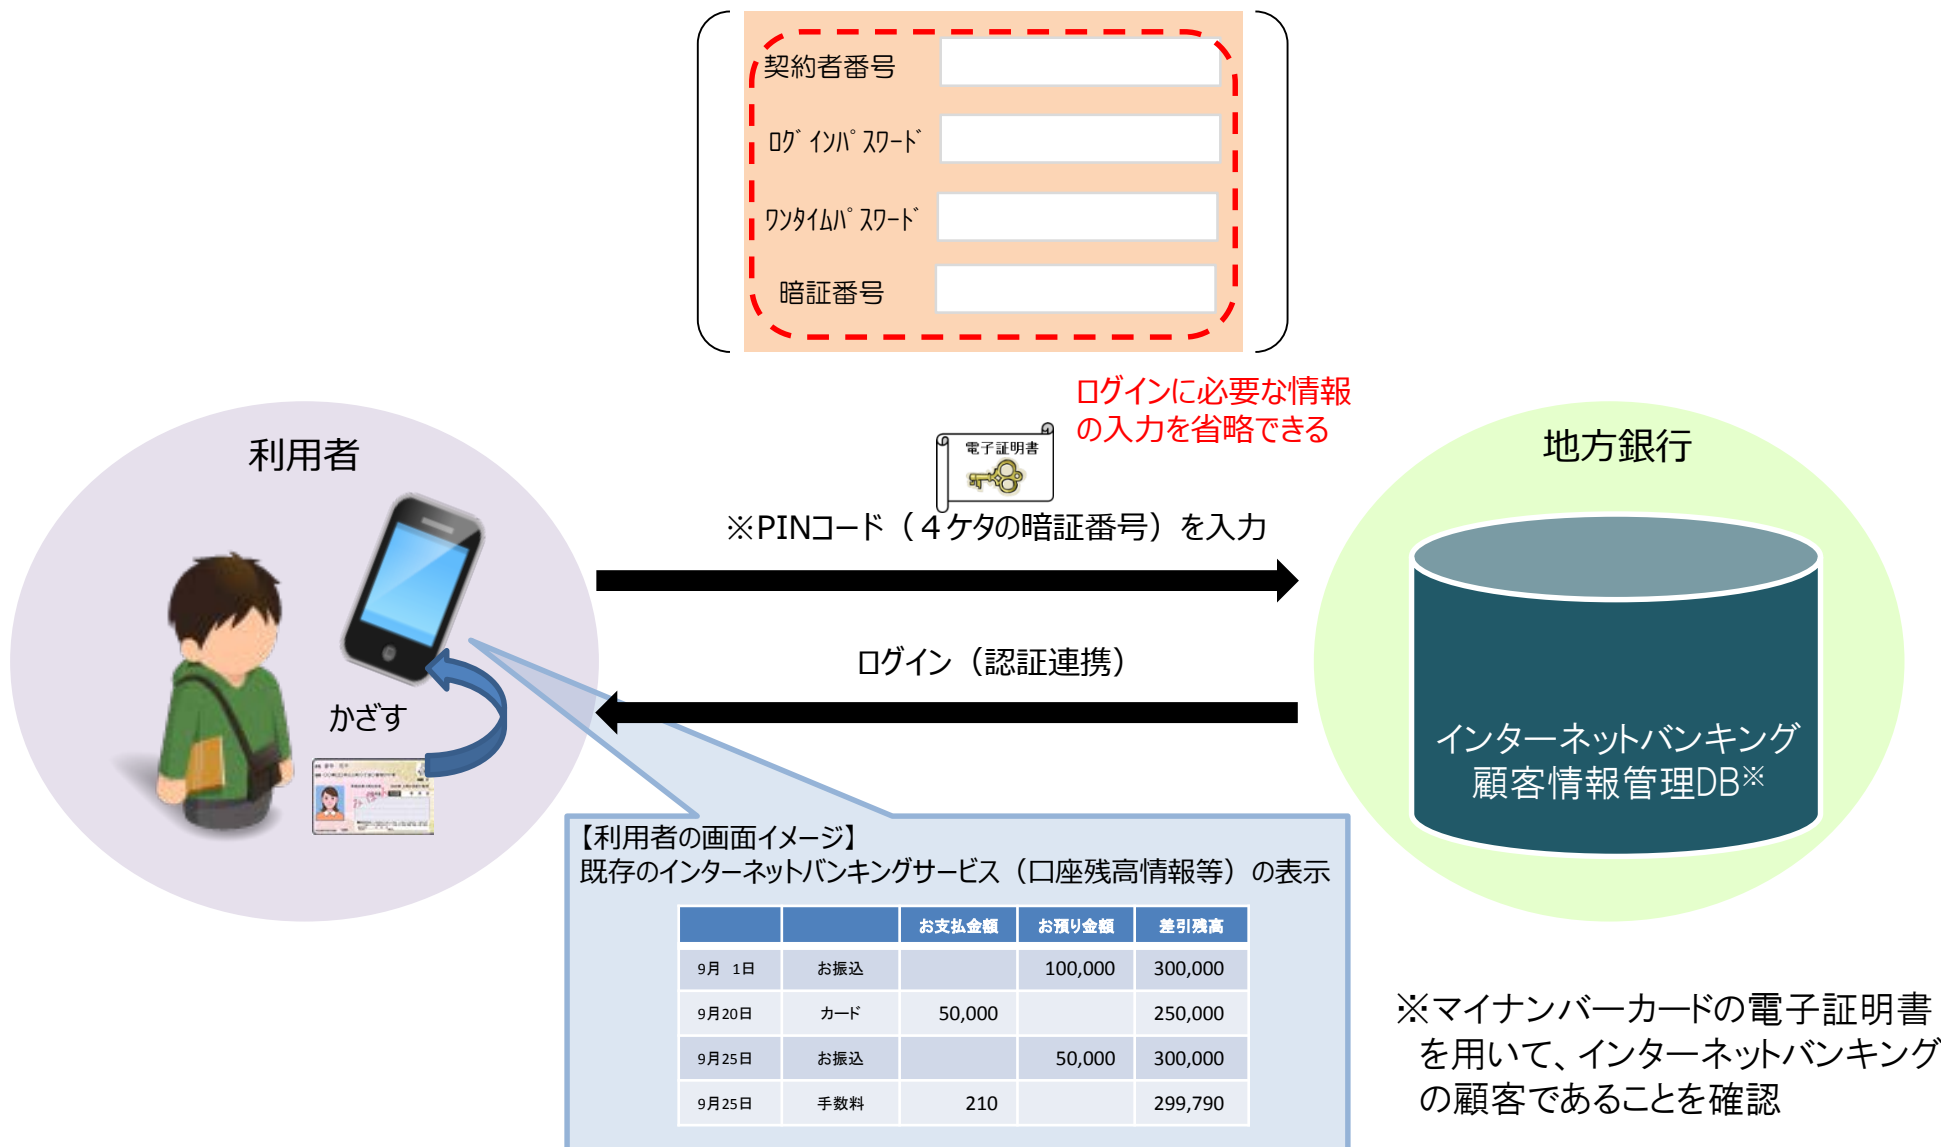 契約者番号
ﾛｸﾞｲﾝﾊﾟｽﾜｰﾄﾞ
ﾜﾝﾀｲﾑﾊﾟｽﾜｰﾄﾞ
暗証番号
ログインに必要な情報
の入力を省略できる
利用者
電子証明書
地方銀行
※PINコード（４ケタの暗証番号）を入力
ログイン（認証連携）
かざす
インターネットバンキング
顧客情報管理DB※
【利用者の画面イメージ】
既存のインターネットバンキングサービス（口座残高情報等）の表示
お支払金額 お預り金額 差引残高
9月 1日 お振込 100,000 300,000
9月20日 カード 50,000 250,000
9月25日 お振込 50,000 300,000
9月25日 手数料 210 299,790
※マイナンバーカードの電子証明書
を用いて、インターネットバンキング
の顧客であることを確認